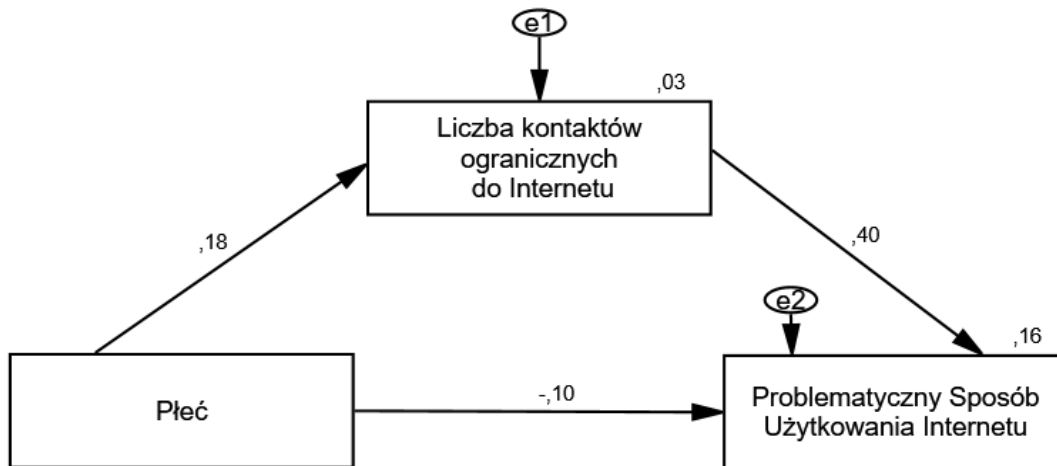 e1
,03
Liczba kontaktów
ogranicznych
do Internetu
,18
,40
e2
,16
Płeć
-,10
Problematyczny Sposób
Użytkowania Internetu